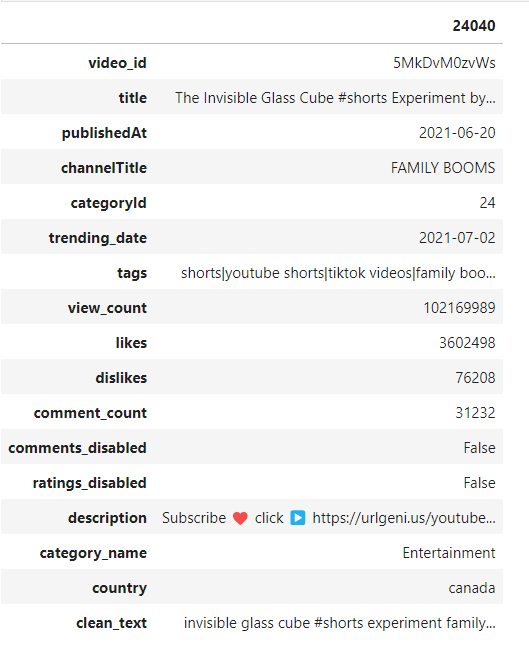 24040
video_id 5MkDvM0zvWs
title The Invisible Glass Cube #shorts Experiment by...
publishedAt 2021-06-20
channelTitle FAMILY BOOMS
categoryId 24
trending_date 2021-07-02
tags shorts|youtube shorts|tiktok videos|family boo...
view_count 102169989
likes 3602498
dislikes 76208
comment_count 31232
comments_disabled False
ratings_disabled False
description Subscribe ❤️ click ▶️ https://urlgeni.us/youtube...
category_name Entertainment
country canada
clean_text invisible glass cube #shorts experiment family...